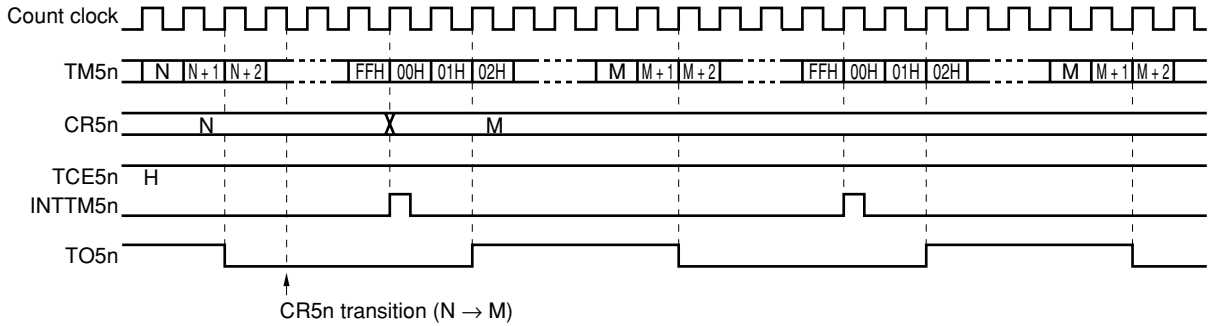 Count clock
TM5n N N + 1 N + 2 FFH 00H 01H 02H M M + 1 M + 2 FFH 00H 01H 02H M M + 1 M + 2
CR5n N M
TCE5n H
INTTM5n
TO5n
CR5n transition (N → M)